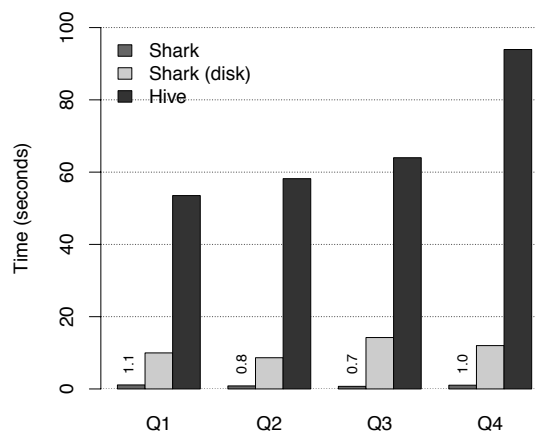 Time (seconds)
100
80
60
40
20
0
Shark
Shark (disk)
Hive
1.1
0.8
0.7
1.0
Q1
Q2
Q3
Q4